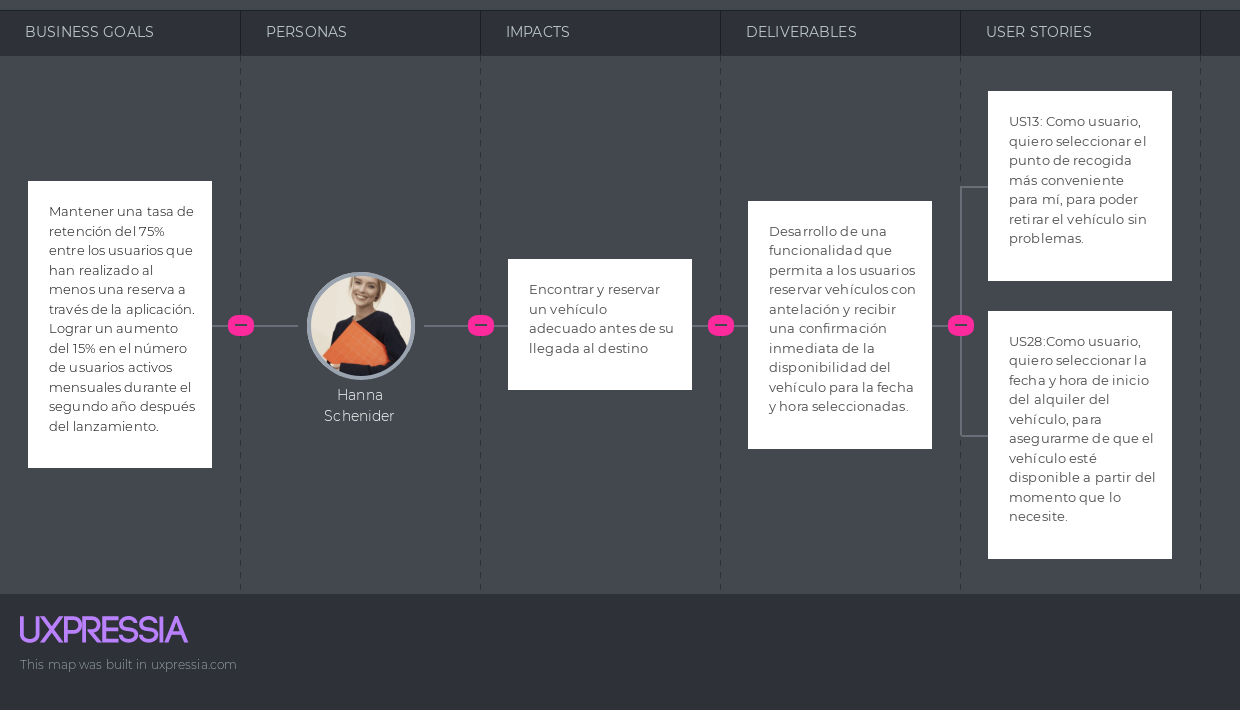 BUSINESS GOALS
PERSONAS
IMPACTS
DELIVERABLES
USER STORIES
Mantener una tasa de
retención del 75%
entre los usuarios que
han realizado al
menos una reserva a
través de la aplicación.
Lograr un aumento
del 15% en el número
de usuarios activos
mensuales durante el
segundo año después
del lanzamiento.
Hanna
Schenider
Encontrar y reservar
un vehículo
adecuado antes de su
llegada al destino
Desarrollo de una
funcionalidad que
permita a los usuarios
reservar vehículos con
antelación y recibir
una confirmación
inmediata de la
disponibilidad del
vehículo para la fecha
y hora seleccionadas.
US13: Como usuario,
quiero seleccionar el
punto de recogida
más conveniente
para mí, para poder
retirar el vehículo sin
problemas.
US28:Como usuario,
quiero seleccionar la
fecha y hora de inicio
del alquiler del
vehículo, para
asegurarme de que el
vehículo esté
disponible a partir del
momento que lo
necesite.
UXPRESSIA
This map was built in uxpressia.com